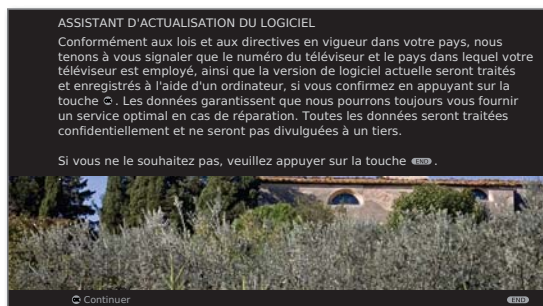 ASSISTANT D'ACTUALISATION DU LOGICIEL
Conformément aux lois et aux directives en vigueur dans votre pays, nous
tenons à vous signaler que le numéro du téléviseur et le pays dans lequel votre
téléviseur est employé, ainsi que la version de logiciel actuelle seront traités
et enregistrés à l'aide d'un ordinateur, si vous confirmez en appuyant sur la
touche OK . Les données garantissent que nous pourrons toujours vous fournir
un service optimal en cas de réparation. Toutes les données seront traitées
confidentiellement et ne seront pas divulguées à un tiers.
Si vous ne le souhaitez pas, veuillez appuyer sur la touche END .
OK Continuer
END